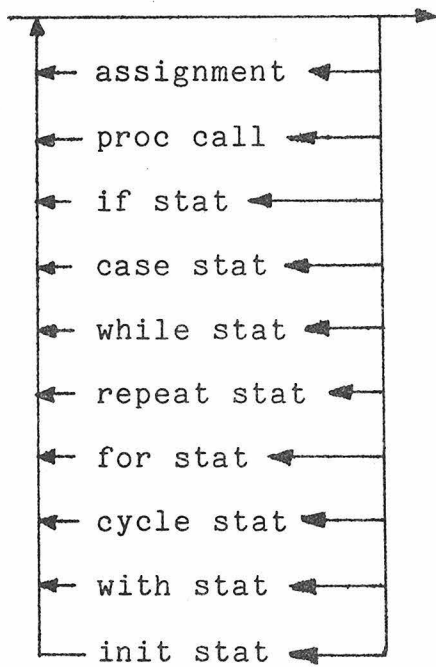 assignment
proc call
if stat
case stat
while stat
repeat stat
for stat
cycle stat
with stat
init stat